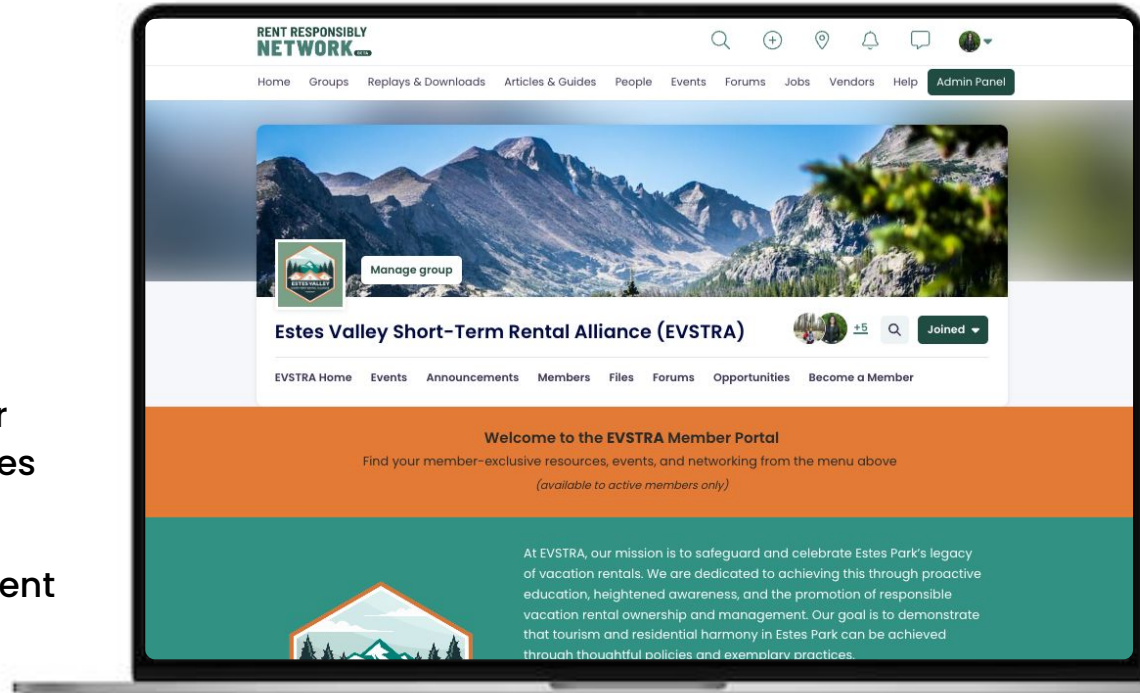 RENT RESPONSIBLY
NETWORK BETA
Home Groups Replays & Downloads Articles & Guides People Events Forums Jobs Vendors Help Admin Panel
Manage group
ESTES VALLEY
Estes Valley Short-Term Rental Alliance (EVSTRA)
+5
Joined
EVSTRA Home Events Announcements Members Files Forums Opportunities Become a Member
Welcome to the EVSTRA Member Portal
Find your member-exclusive resources, events, and networking from the menu above
(available to active members only)
At EVSTRA, our mission is to safeguard and celebrate Estes Park's legacy
of vacation rentals. We are dedicated to achieving this through proactive
education, heightened awareness, and the promotion of responsible
vacation rental ownership and management. Our goal is to demonstrate
that tourism and residential harmony in Estes Park can be achieved
through thoughtful policies and exemplary practices.
r
es
ent